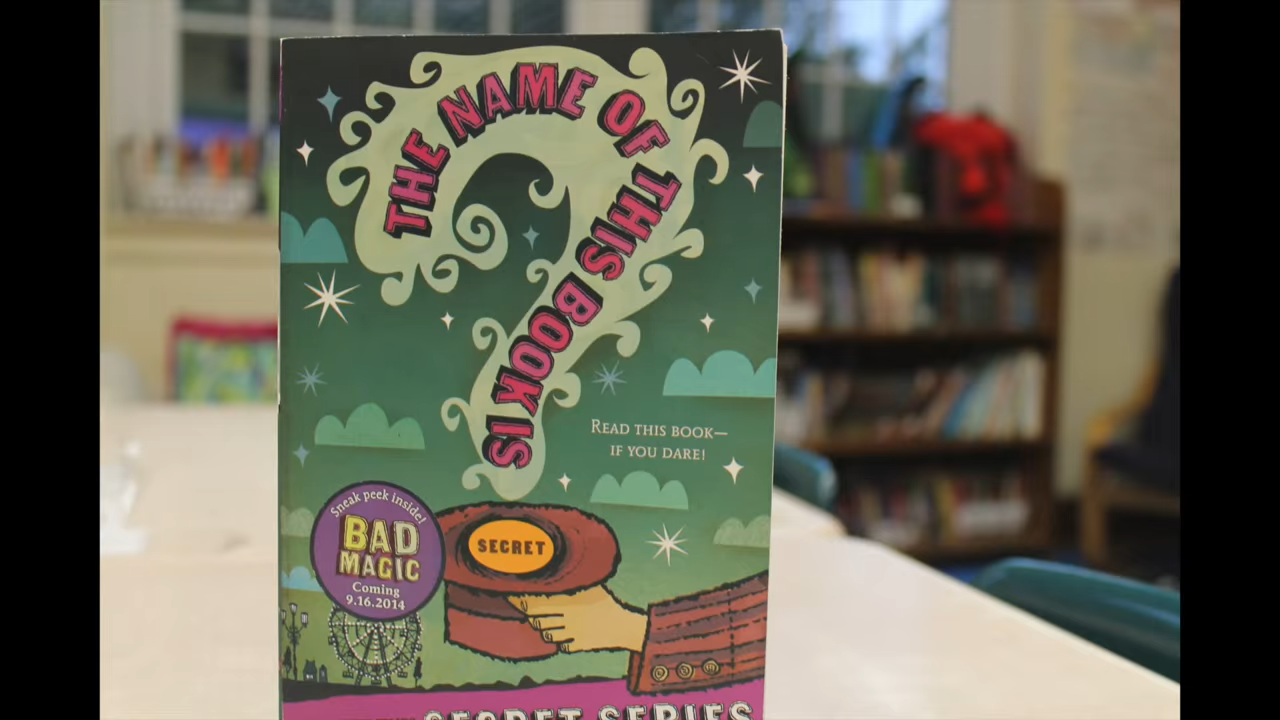 THE NAME OF THIS BOOK IS
SECRET
READ THIS BOOK—
IF YOU DARE!
Sneak peek inside!
BAD
MAGIC
Coming
9.16.2014
SECRET SERIES